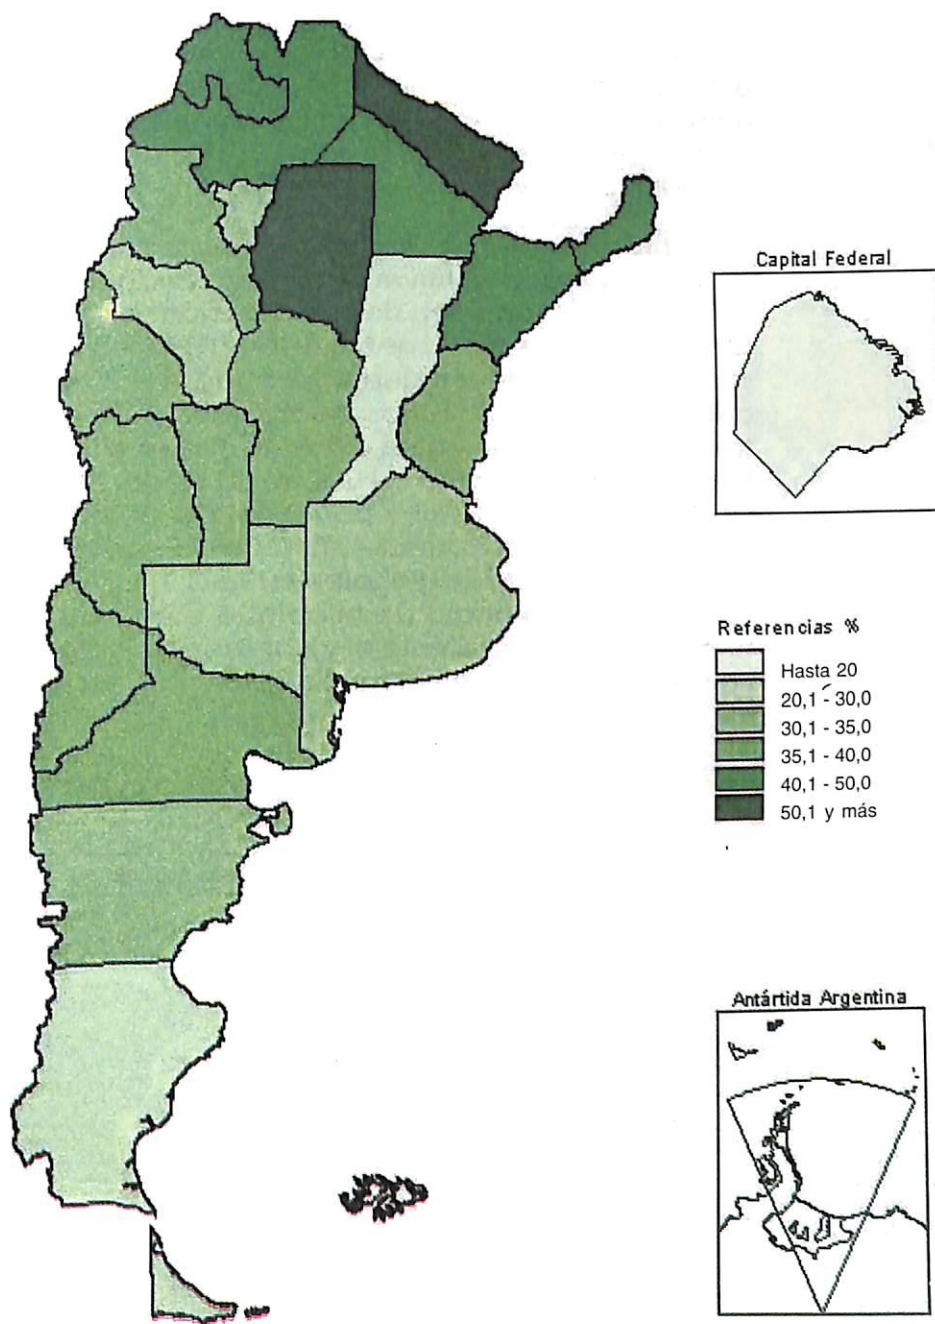 Capital Federal
Referencias %
Hasta 20
20,1 - 30,0
30,1 - 35,0
35,1 - 40,0
40,1 - 50,0
50,1 y más
Antártida Argentina